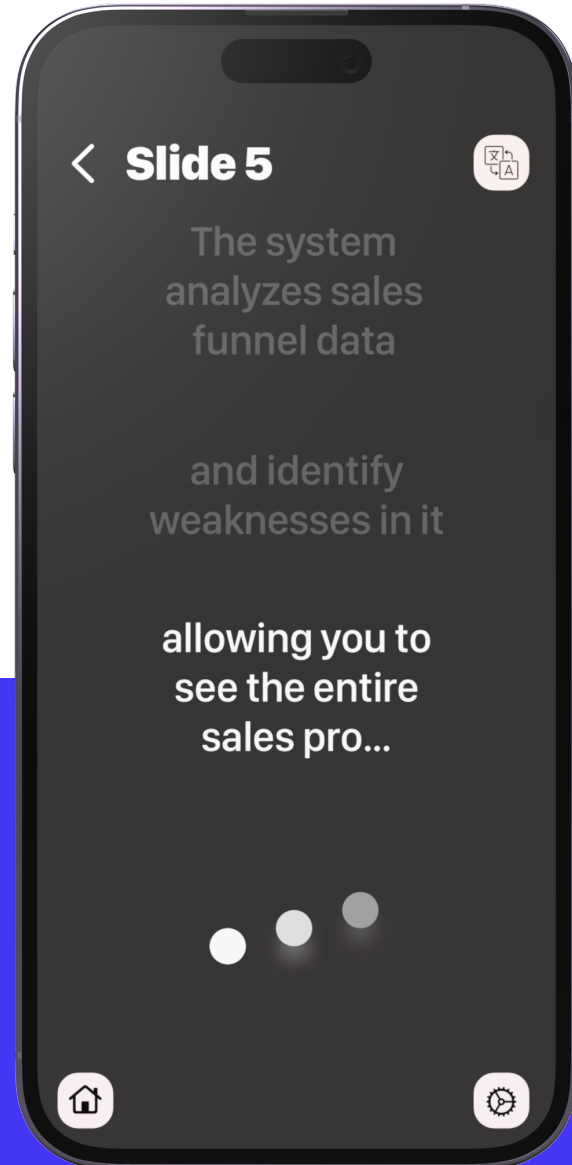 Slide 5
文
A
The system
analyzes sales
funnel data
and identify
weaknesses in it
allowing you to
see the entire
sales pro...